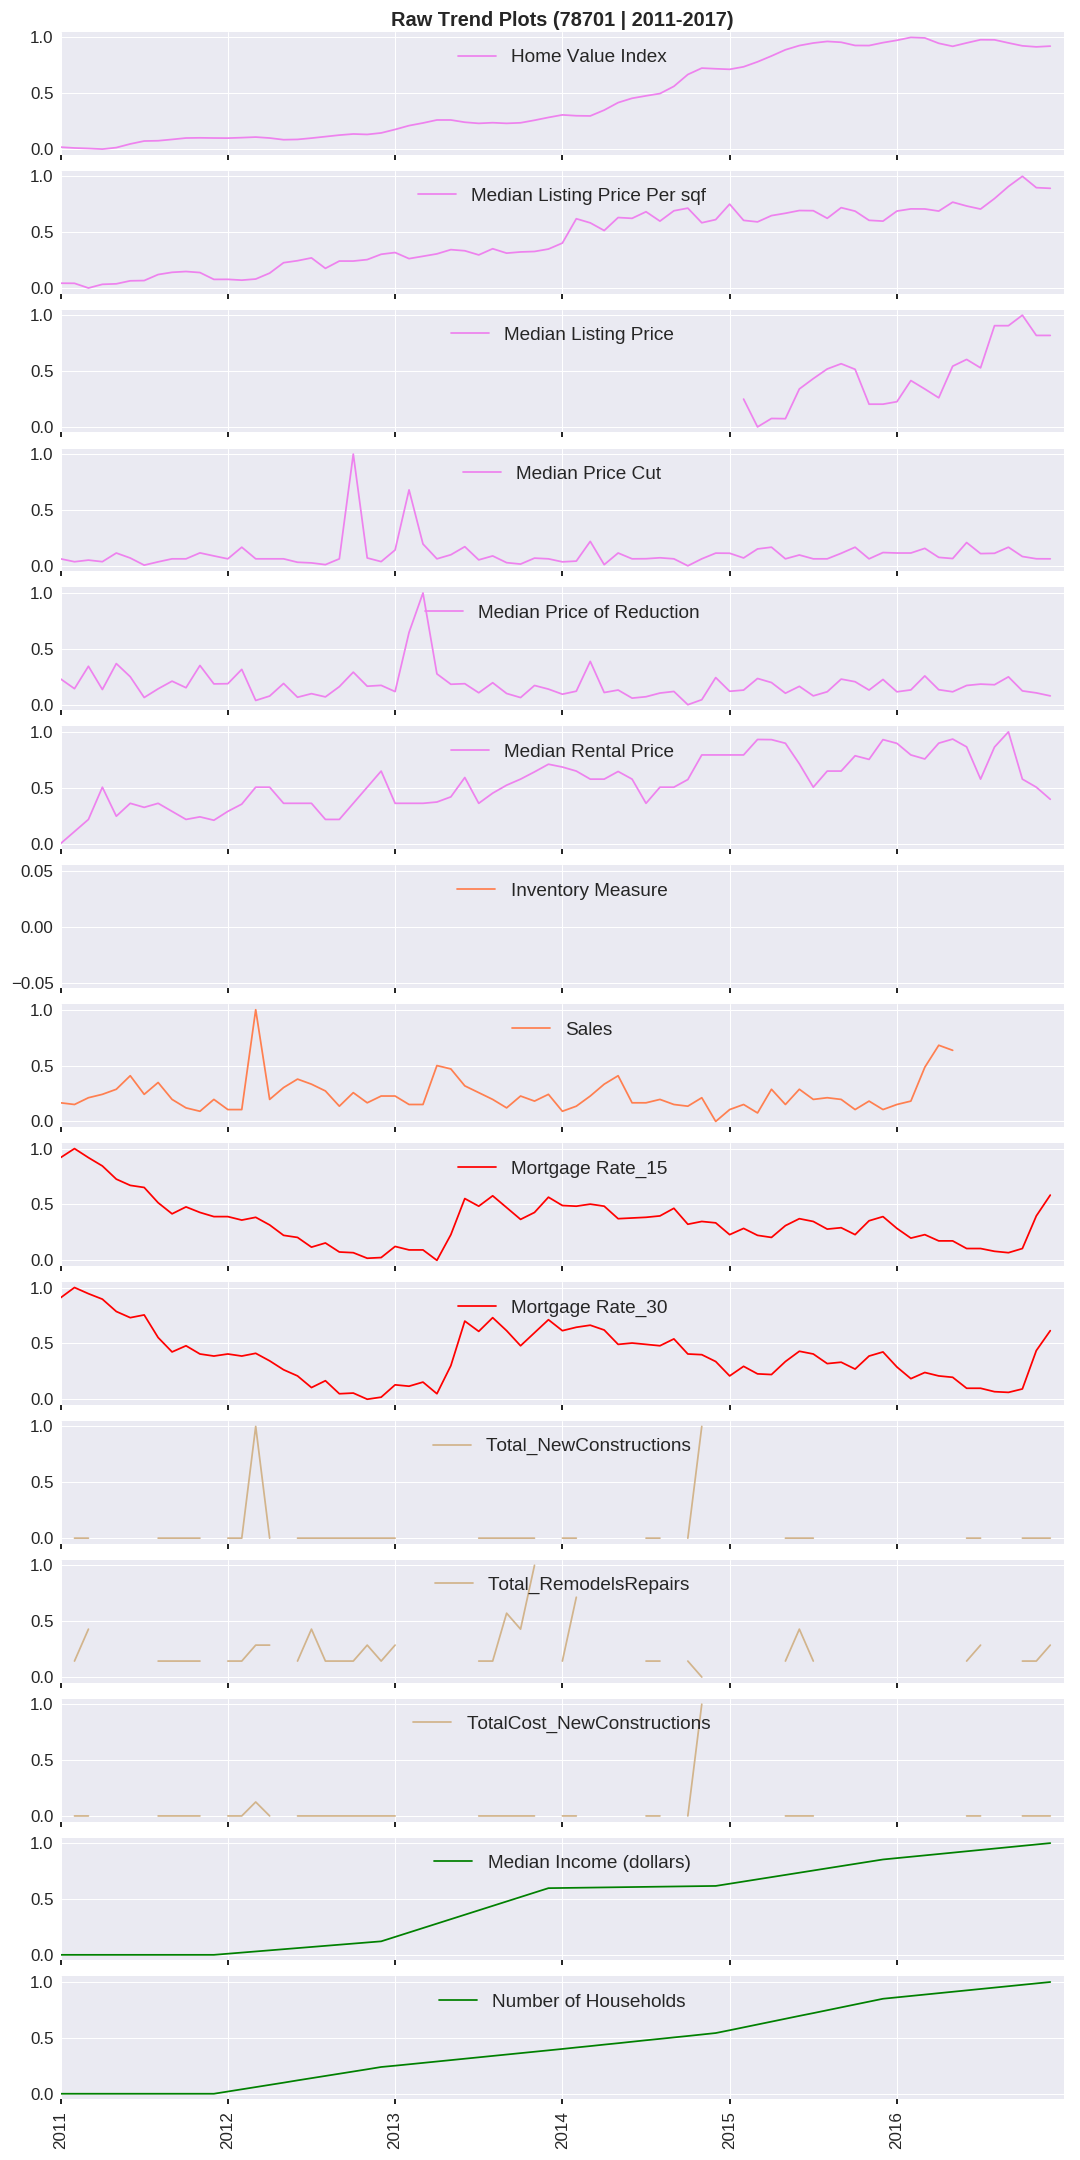 Raw Trend Plots (78701 | 2011-2017)
1.0
Home Value Index
0.5
0.0
1.0
Median Listing Price Per sqf
0.5
0.0
1.0
Median Listing Price
0.5
0.0
1.0
Median Price Cut
0.5
0.0
1.0
Median Price of Reduction
0.5
0.0
1.0
Median Rental Price
0.5
0.0
0.05
Inventory Measure
0.00
−0.05
1.0
Sales
0.5
0.0
1.0
Mortgage Rate_15
0.5
0.0
1.0
Mortgage Rate_30
0.5
0.0
1.0
Total_NewConstructions
0.5
0.0
1.0
Total_RemodelsRepairs
0.5
0.0
1.0
TotalCost_NewConstructions
0.5
0.0
1.0
Median Income (dollars)
0.5
0.0
1.0
Number of Households
0.5
0.0
2011 2012 2013 2014 2015 2016